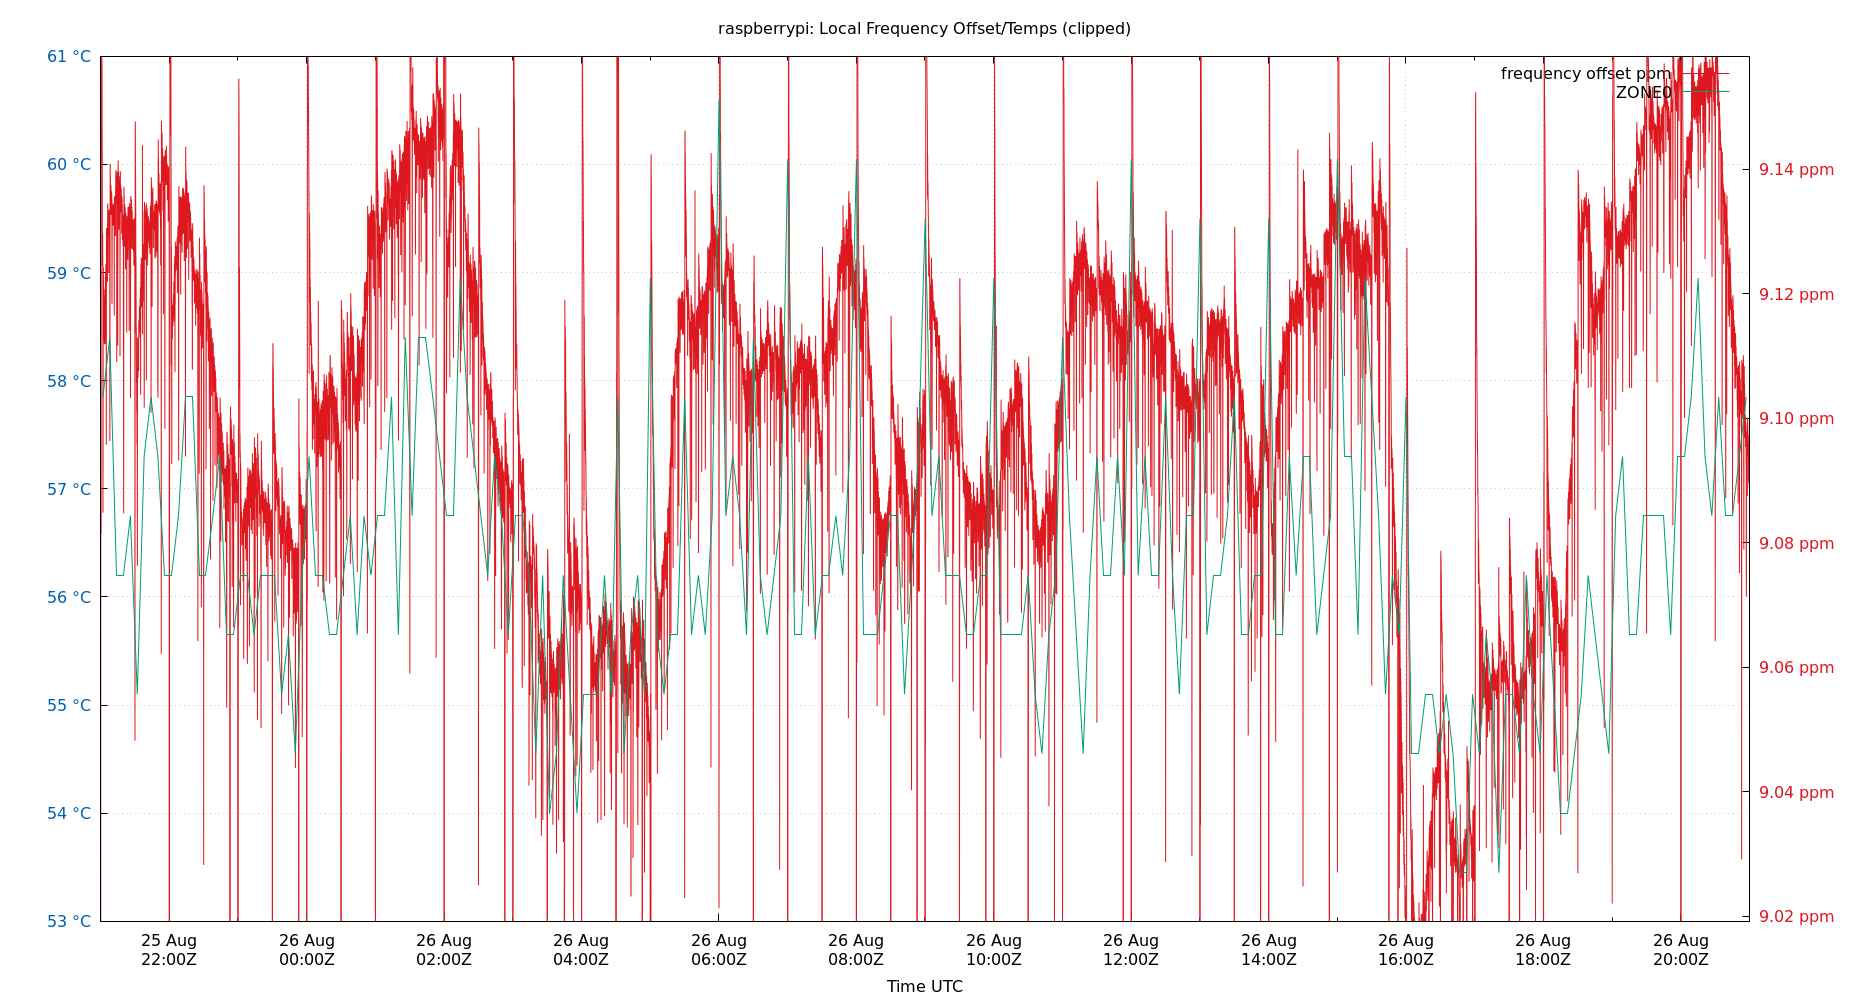 raspberrypi: Local Frequency Offset/Temps (clipped)
61 °C
60 °C
59 °C
58 °C
57 °C
56 °C
55 °C
54 °C
53 °C
frequency offset ppm
ZONE0
9.14 ppm
9.12 ppm
9.10 ppm
9.08 ppm
9.06 ppm
9.04 ppm
9.02 ppm
25 Aug 26 Aug 26 Aug 26 Aug 26 Aug 26 Aug 26 Aug 26 Aug 26 Aug 26 Aug 26 Aug 26 Aug
22:00Z 00:00Z 02:00Z 04:00Z 06:00Z 08:00Z 10:00Z 12:00Z 14:00Z 16:00Z 18:00Z 20:00Z
Time UTC